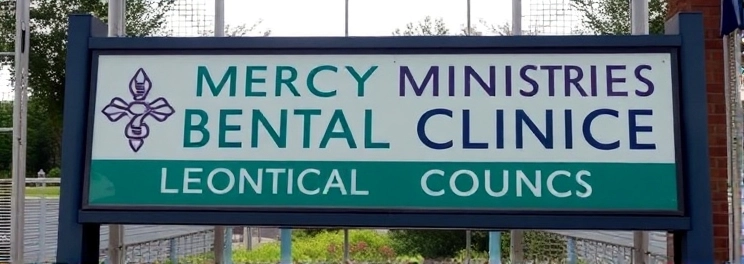 MERCY MINISTRIES
BENTAL CLINICE
LEONTICAL COUNCS